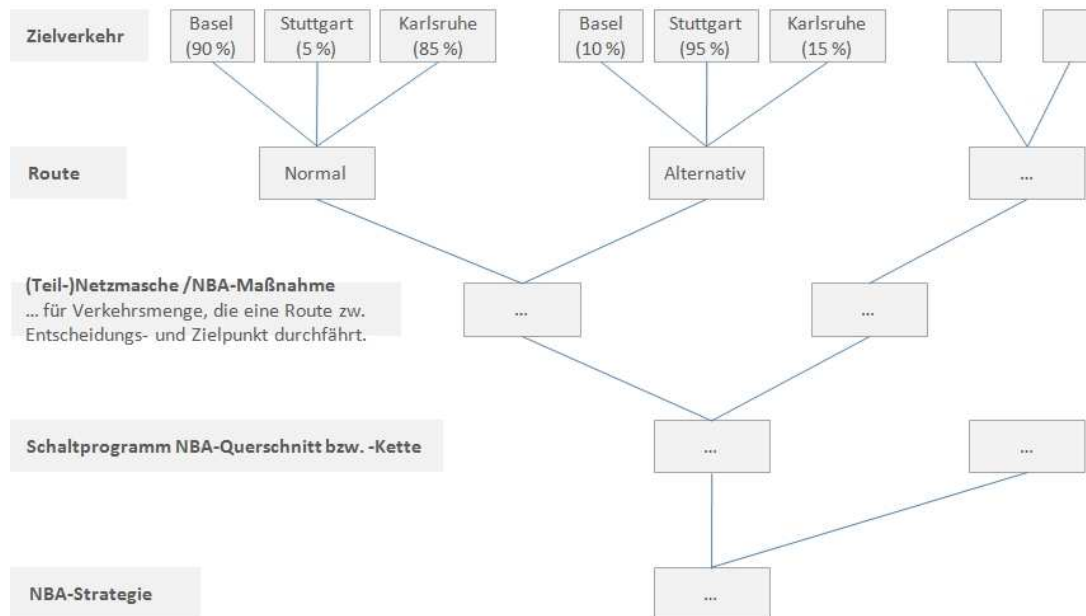 Zielverkehr
Basel
(90 %)
Stuttgart
(5 %)
Karlsruhe
(85 %)
Basel
(10 %)
Stuttgart
(95 %)
Karlsruhe
(15 %)
Route
Normal
Alternativ
...
(Teil-)Netzmasche /NBA-Maßnahme
... für Verkehrsmenge, die eine Route zw.
Entscheidungs- und Zielpunkt durchfährt.
...
...
Schaltprogramm NBA-Querschnitt bzw. -Kette
...
...
NBA-Strategie
...